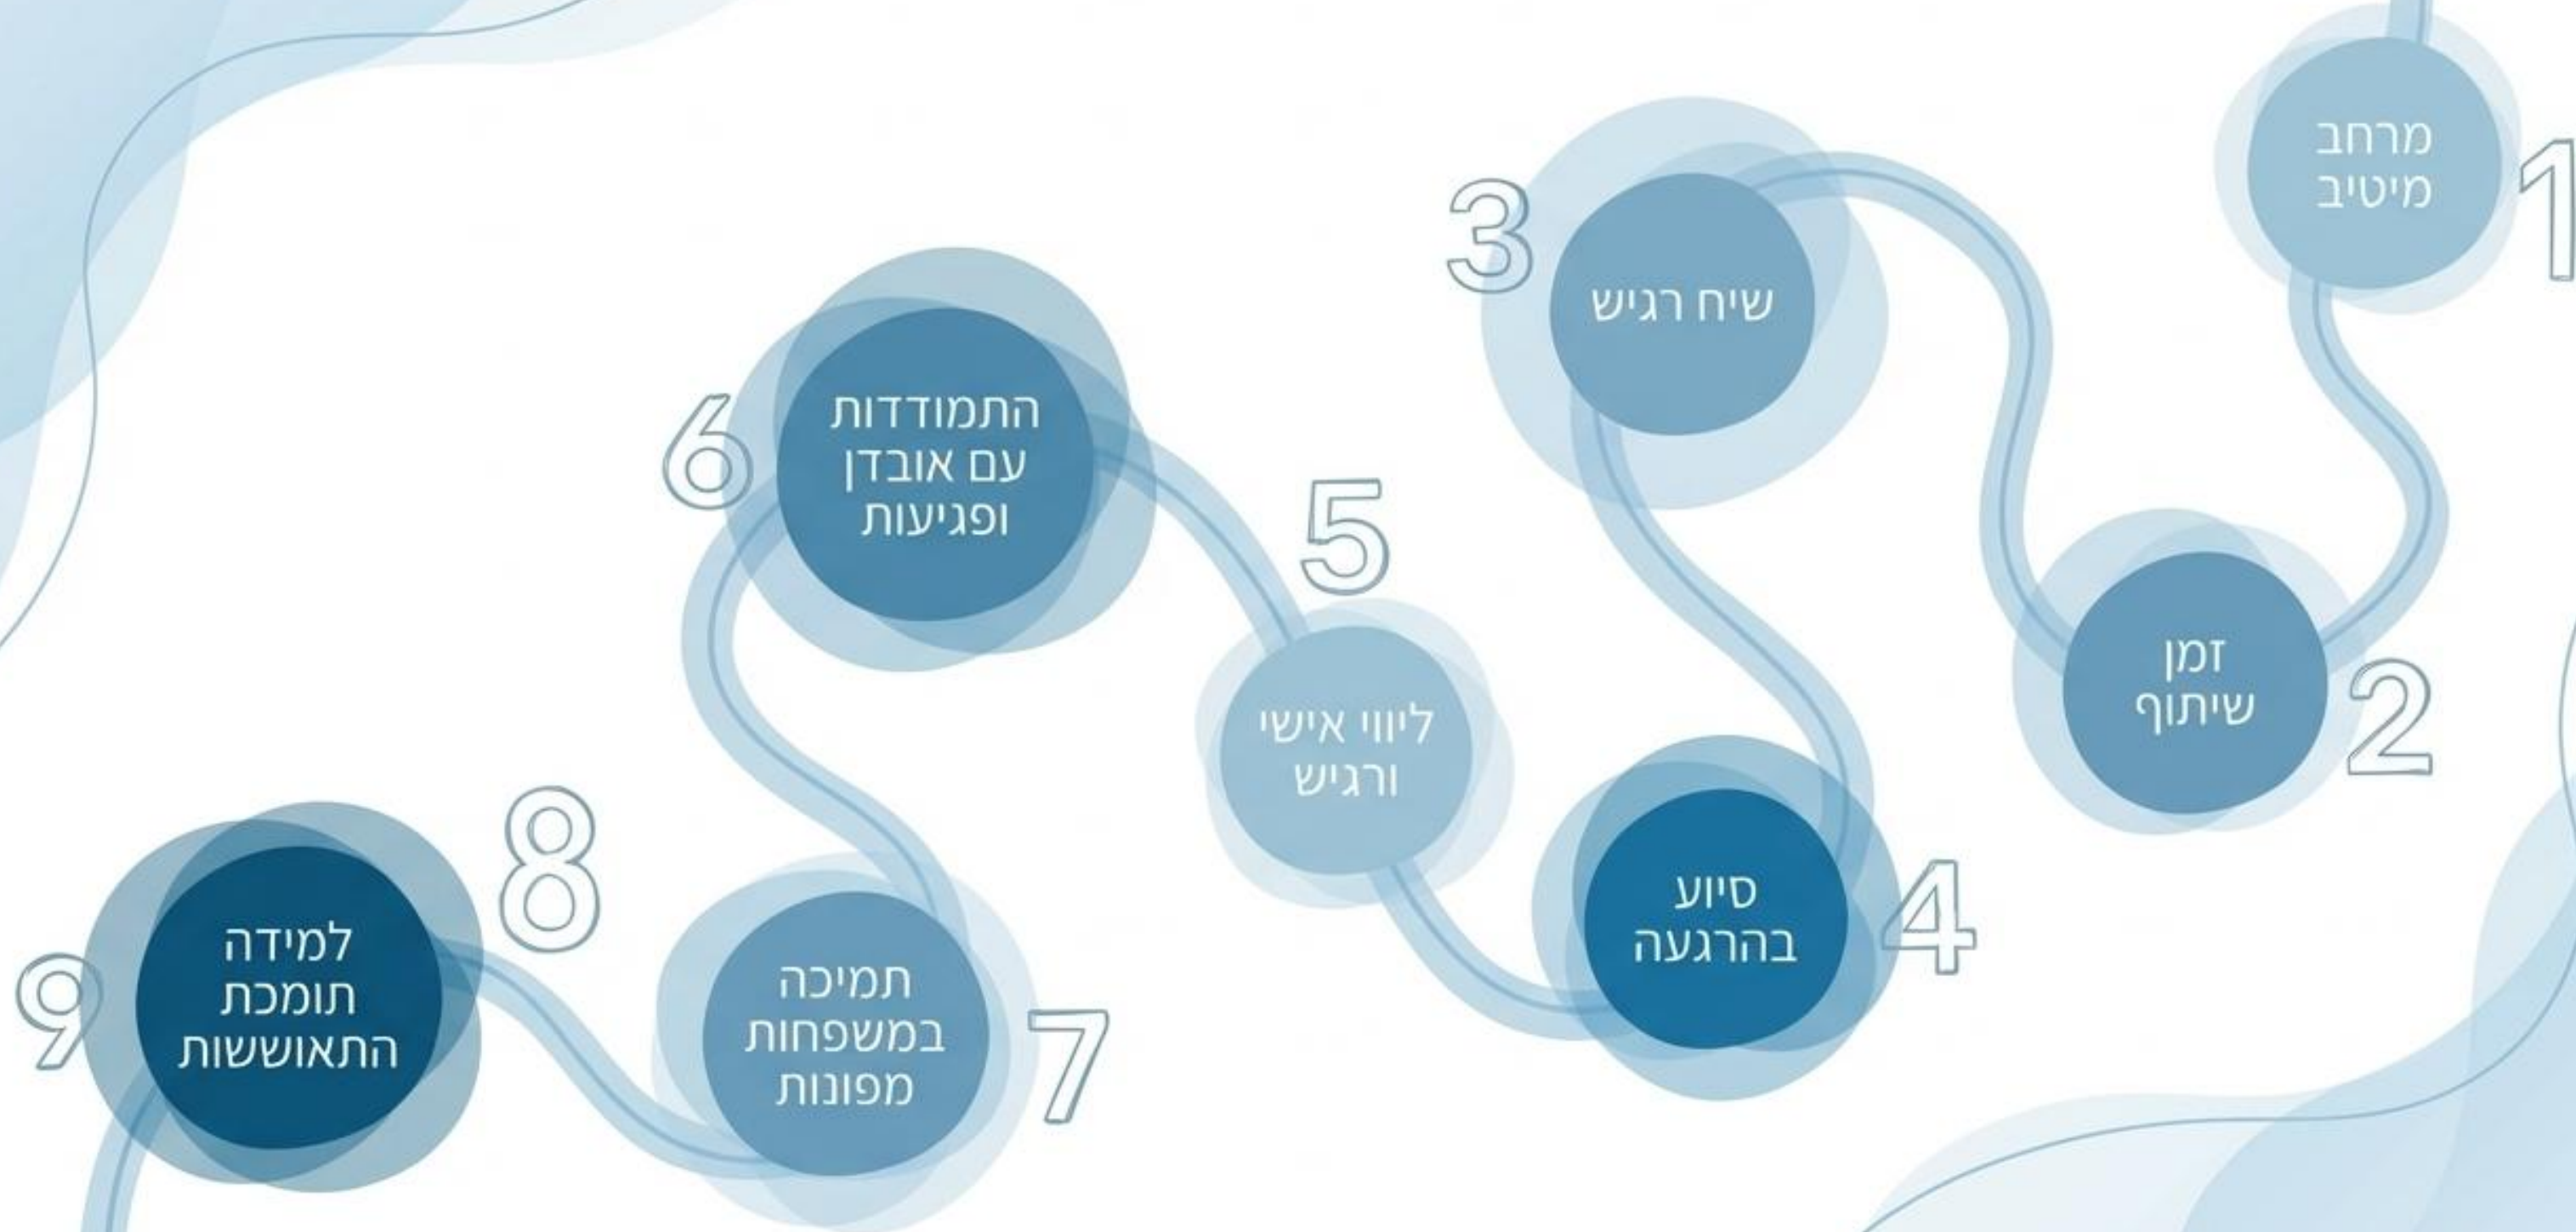 1
מרחב
מיטיב
2
זמן
שיתוף
3
שיח רגיש
4
סיוע
בהרגעה
5
ליווי אישי
ורגיש
6
התמודדות
עם אובדן
ופגיעות
7
תמיכה
במשפחות
מפונות
8
9
למידה
תומכת
התאוששות